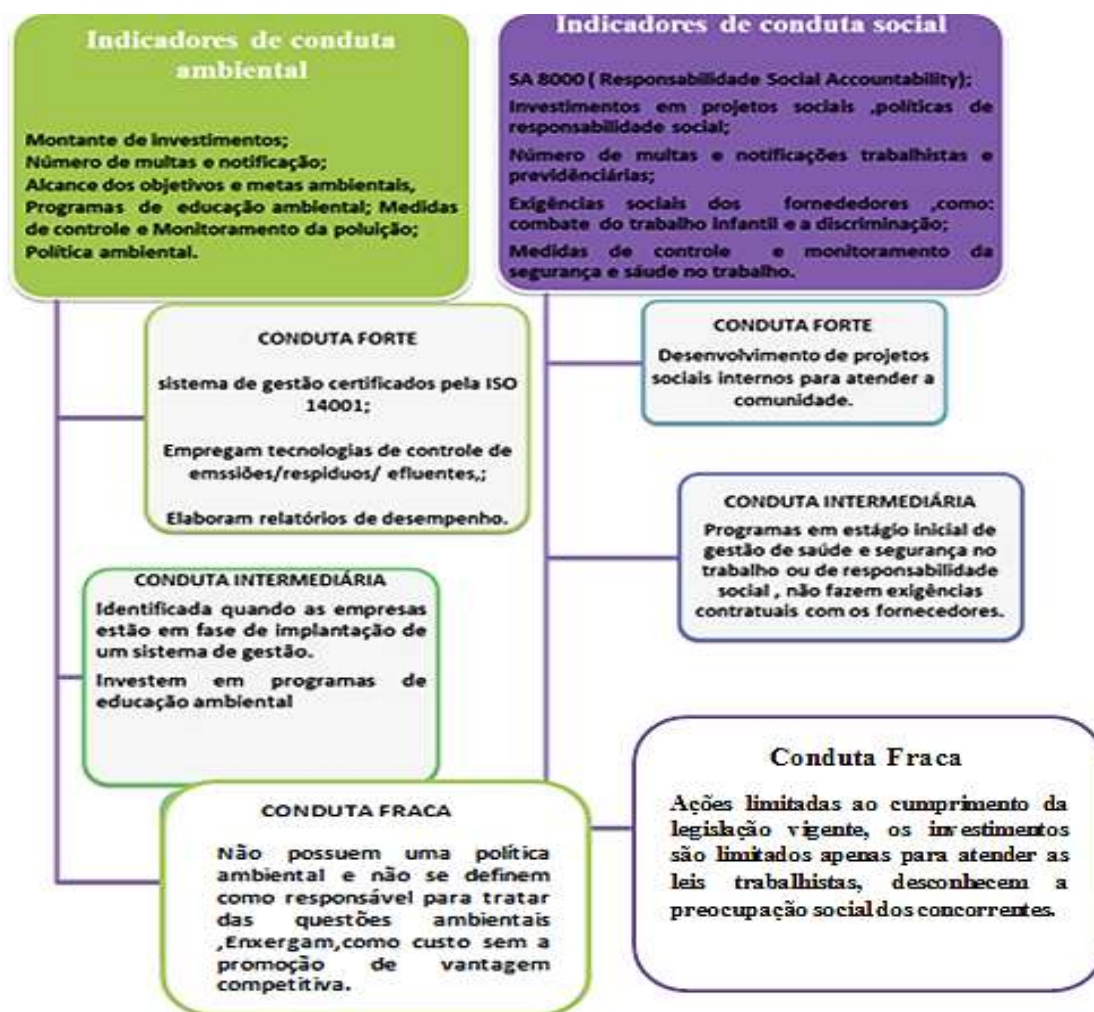 Indicadores de conduta
ambiental
Montante de investimentos;
Número de multas e notificação;
Alcance dos objetivos e metas ambientais,
Programas de educação ambiental; Medidas
de controle e Monitoramento da poluição;
Política ambiental.
CONDUTA FORTE
sistema de gestão certificados pela ISO
14001;
Empregam tecnologias de controle de
emssiões/respiduos/ efluentes,;
Elaboram relatórios de desempenho.
CONDUTA INTERMEDIÁRIA
Identificada quando as empresas
estão em fase de implantação de
um sistema de gestão.
Investem em programas de
educação ambiental
CONDUTA FRACA
Não possuem uma política
ambiental e não se definem
como responsável para tratar
das questões ambientais
,Enxergam,como custo sem a
promoção de vantagem
competitiva.
Indicadores de conduta social
SA 8000 ( Responsabilidade Social Accountability);
Investimentos em projetos sociais ,políticas de
responsabilidade social;
Número de multas e notificações trabalhistas e
previdênciárias;
Exigências sociais dos fornededores ,como:
combate do trabalho infantil e a discriminação;
Medidas de controle e monitoramento da
segurança e sáude no trabalho.
CONDUTA FORTE
Desenvolvimento de projetos
sociais internos para atender a
comunidade.
CONDUTA INTERMEDIÁRIA
Programas em estágio inicial de
gestão de saúde e segurança no
trabalho ou de responsabilidade
social , não fazem exigências
contratuais com os fornecedores.
Conduta Fraca
Ações limitadas ao cumprimento da
legislação vigente, os investimentos
são limitados apenas para atender as
leis trabalhistas, desconhecem a
preocupação social dos concorrentes.